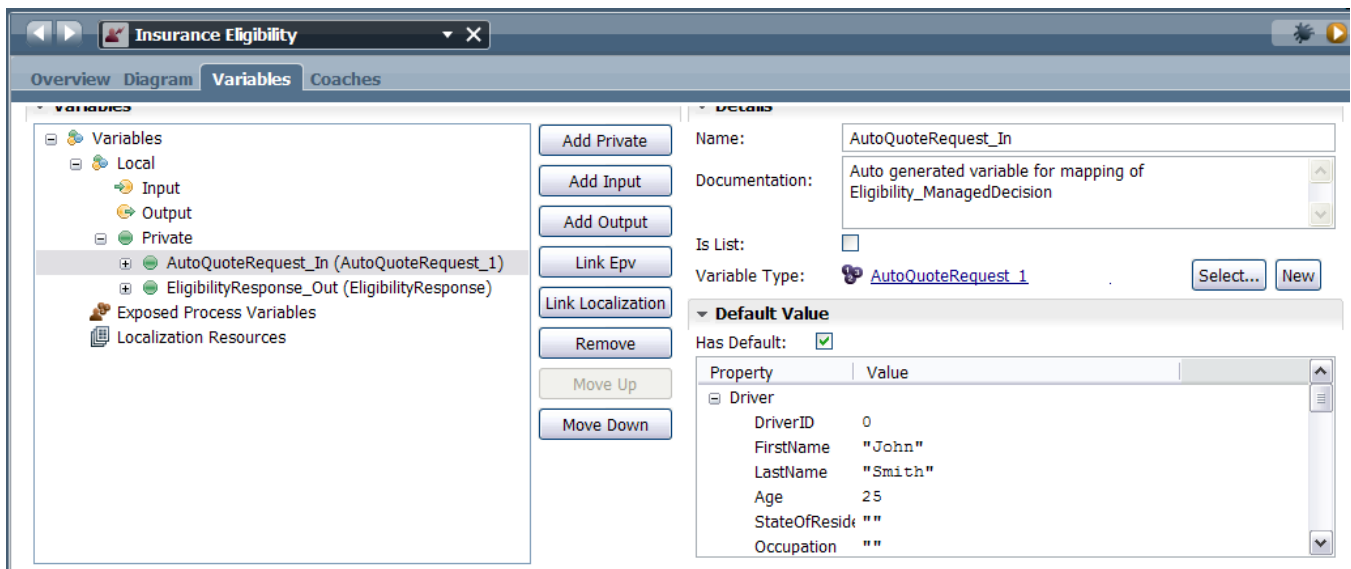 Insurance Eligibility
Overview Diagram Variables Coaches
Variables
Variables
Local
Input
Output
Private
AutoQuoteRequest_In (AutoQuoteRequest_1)
EligibilityResponse_Out (EligibilityResponse)
Exposed Process Variables
Localization Resources
Add Private
Add Input
Add Output
Link Epv
Link Localization
Remove
Move Up
Move Down
Details
Name: AutoQuoteRequest_In
Documentation: Auto generated variable for mapping of
Eligibility_ManagedDecision
Is List:
Variable Type: AutoQuoteRequest_1 Select... New
Default Value
Has Default:
Property Value
Driver
DriverID 0
FirstName "John"
LastName "Smith"
Age 25
StateOfReside ""
Occupation ""